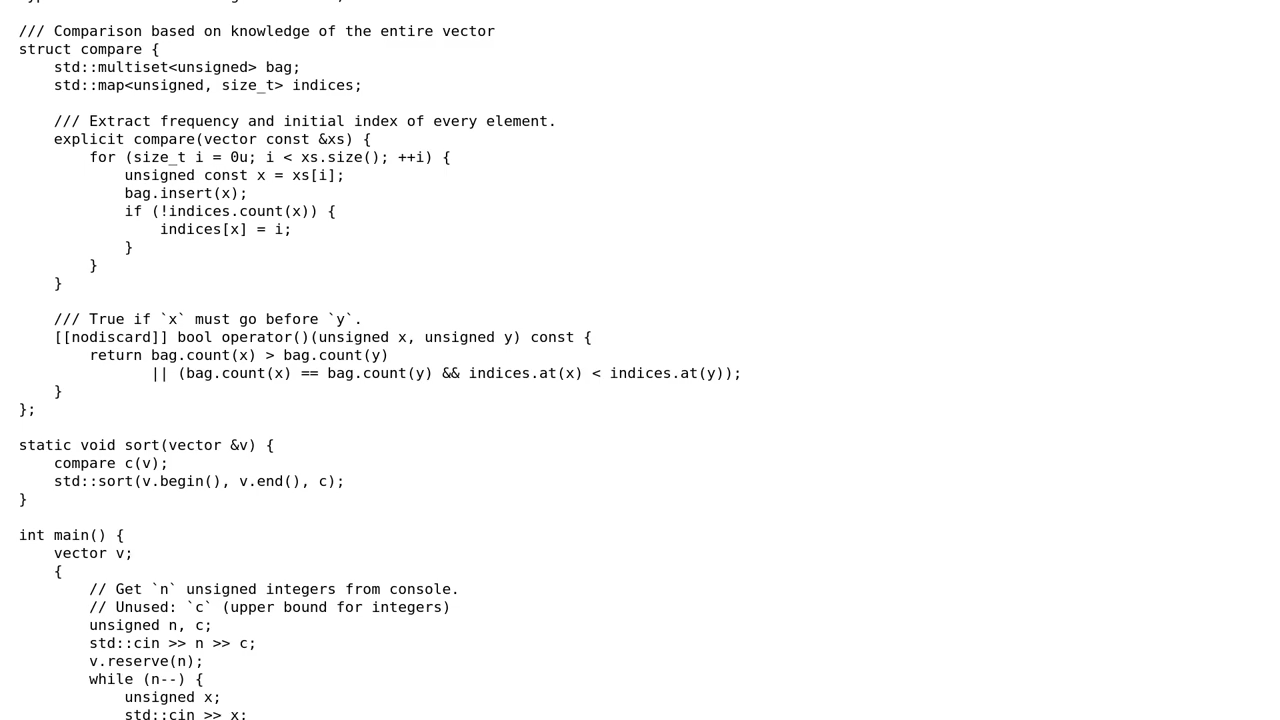 /// Comparison based on knowledge of the entire vector
struct compare {
    std::multiset<unsigned> bag;
    std::map<unsigned, size_t> indices;

    /// Extract frequency and initial index of every element.
    explicit compare(vector const &xs) {
        for (size_t i = 0u; i < xs.size(); ++i) {
            unsigned const x = xs[i];
            bag.insert(x);
            if (!indices.count(x)) {
                indices[x] = i;
            }
        }
    }

    /// True if `x` must go before `y`.
    [[nodiscard]] bool operator()(unsigned x, unsigned y) const {
        return bag.count(x) > bag.count(y)
               || (bag.count(x) == bag.count(y) && indices.at(x) < indices.at(y));
    }
};

static void sort(vector &v) {
    compare c(v);
    std::sort(v.begin(), v.end(), c);
}

int main() {
    vector v;
    {
        // Get `n` unsigned integers from console.
        // Unused: `c` (upper bound for integers)
        unsigned n, c;
        std::cin >> n >> c;
        v.reserve(n);
        while (n--) {
            unsigned x;
            std::cin >> x;